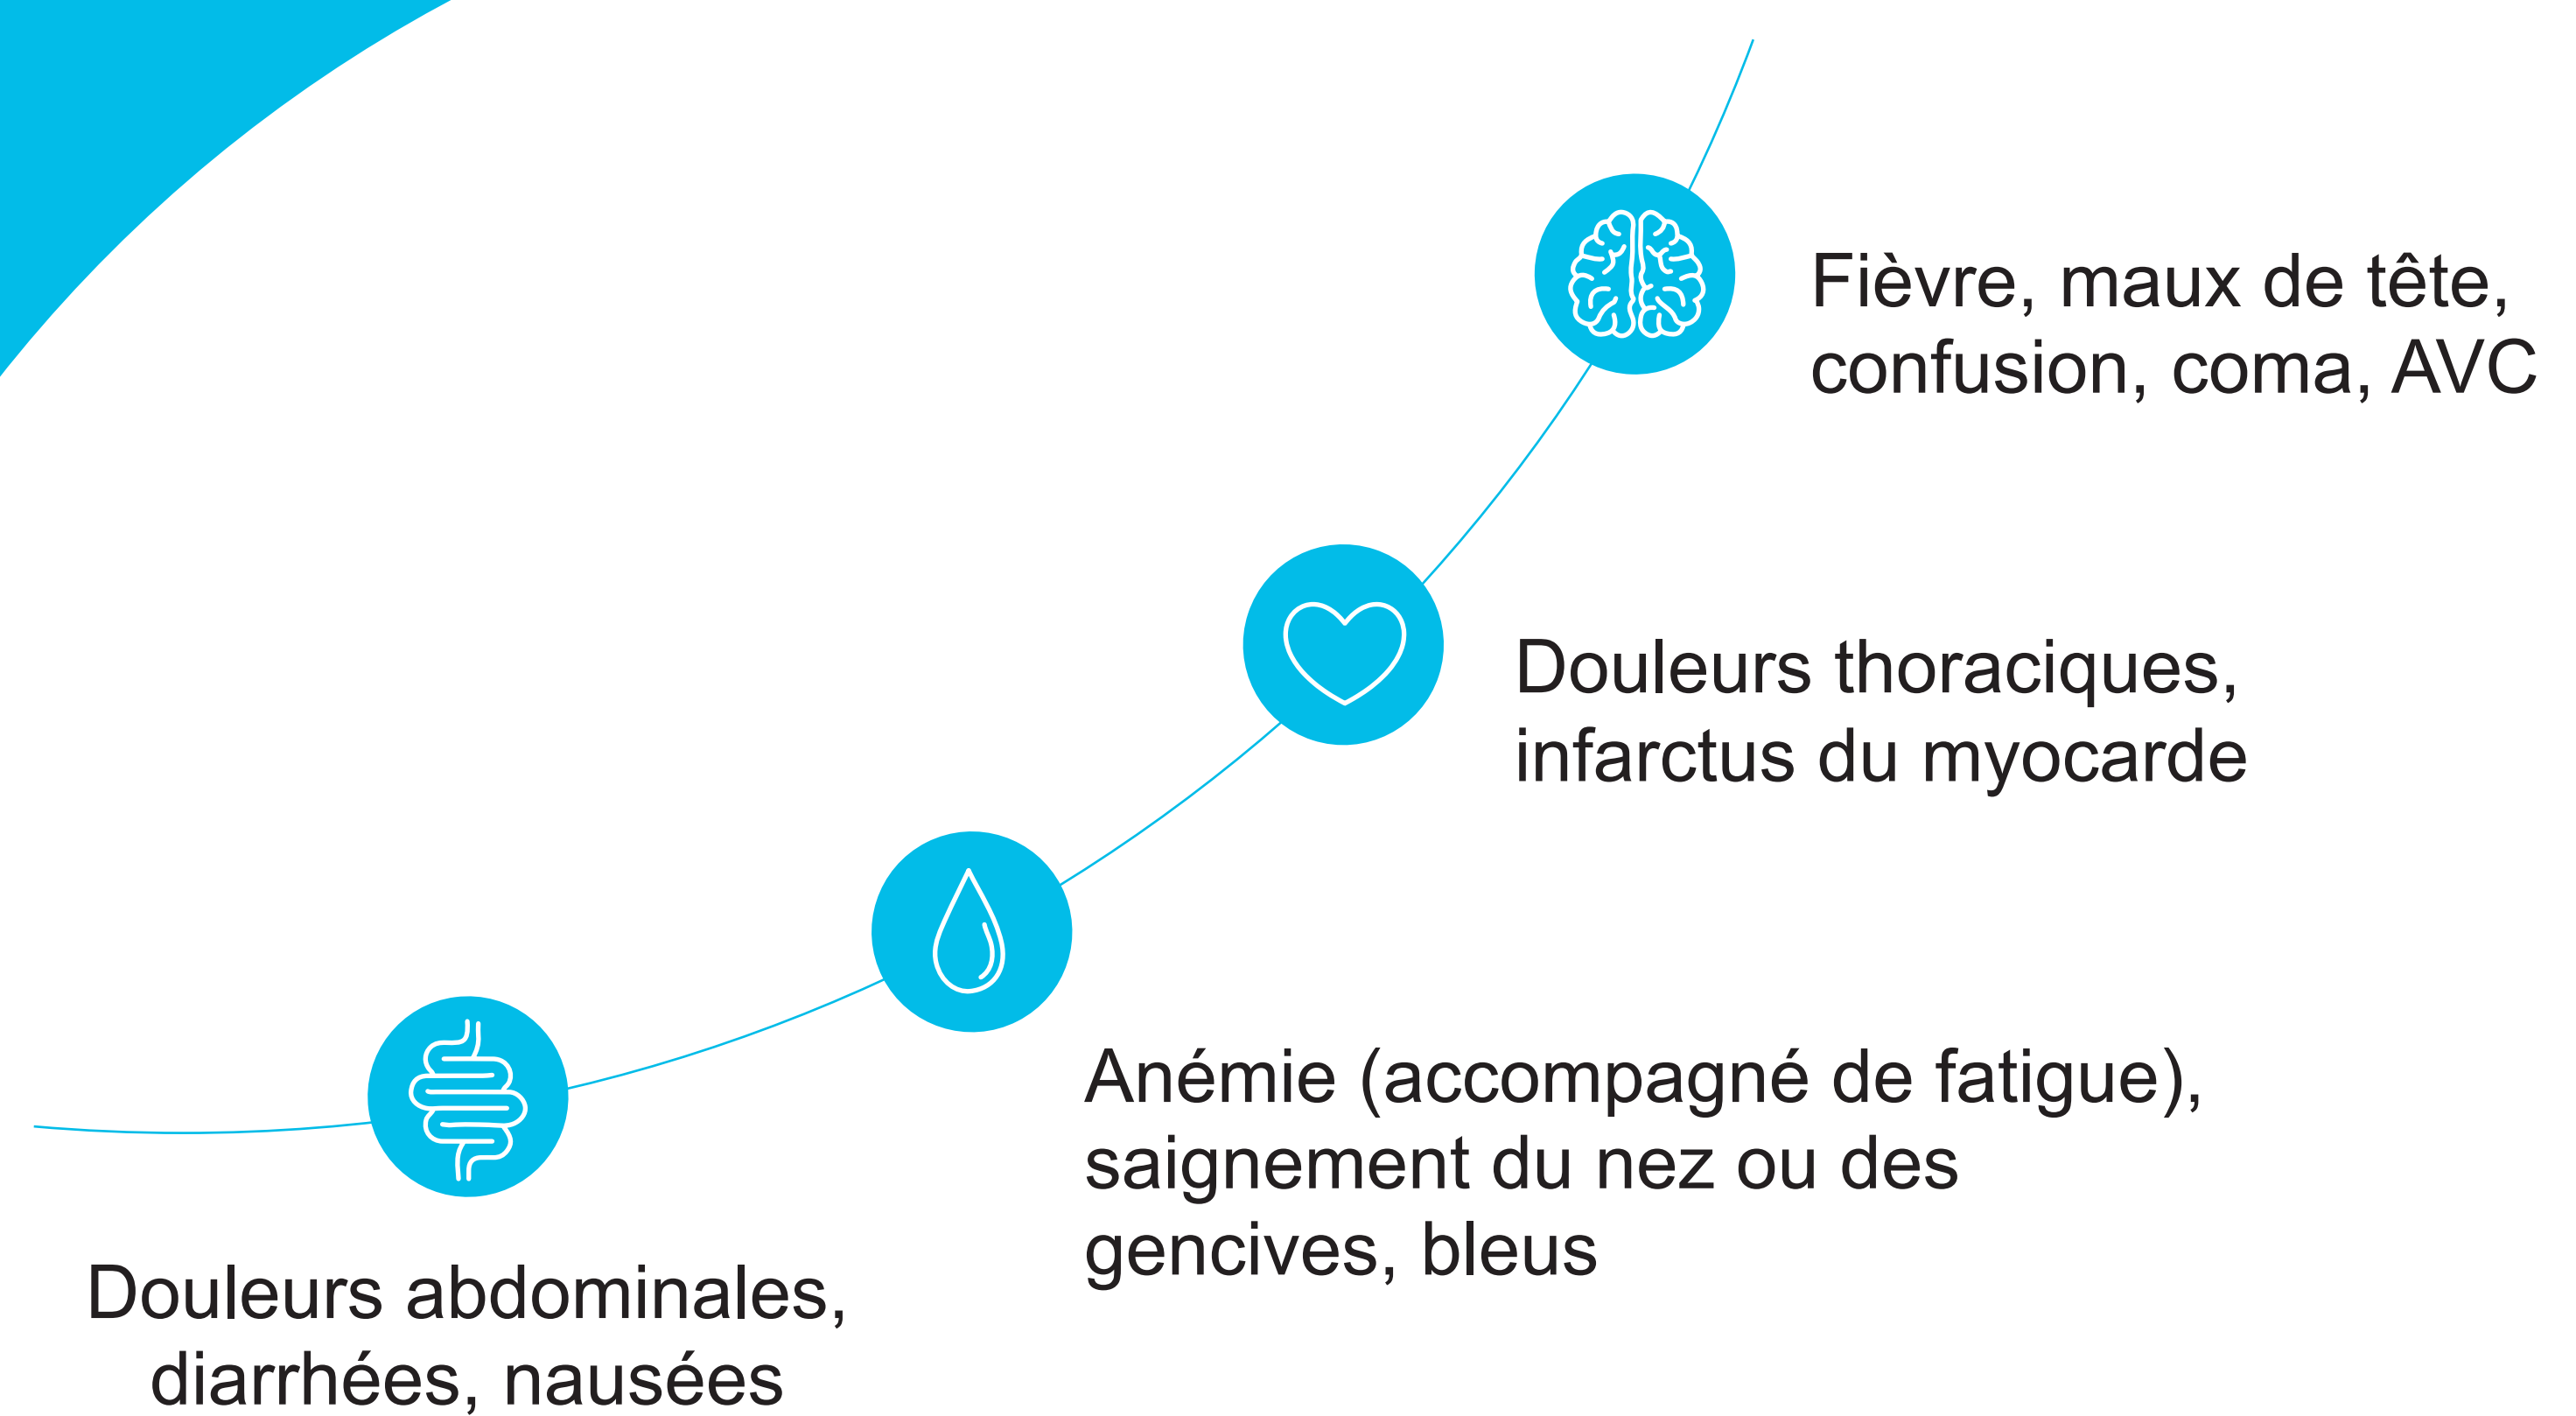 Fièvre, maux de tête,
confusion, coma, AVC
Douleurs thoraciques,
infarctus du myocarde
Anémie (accompagné de fatigue),
saignement du nez ou des
gencives, bleus
Douleurs abdominales,
diarrhées, nausées